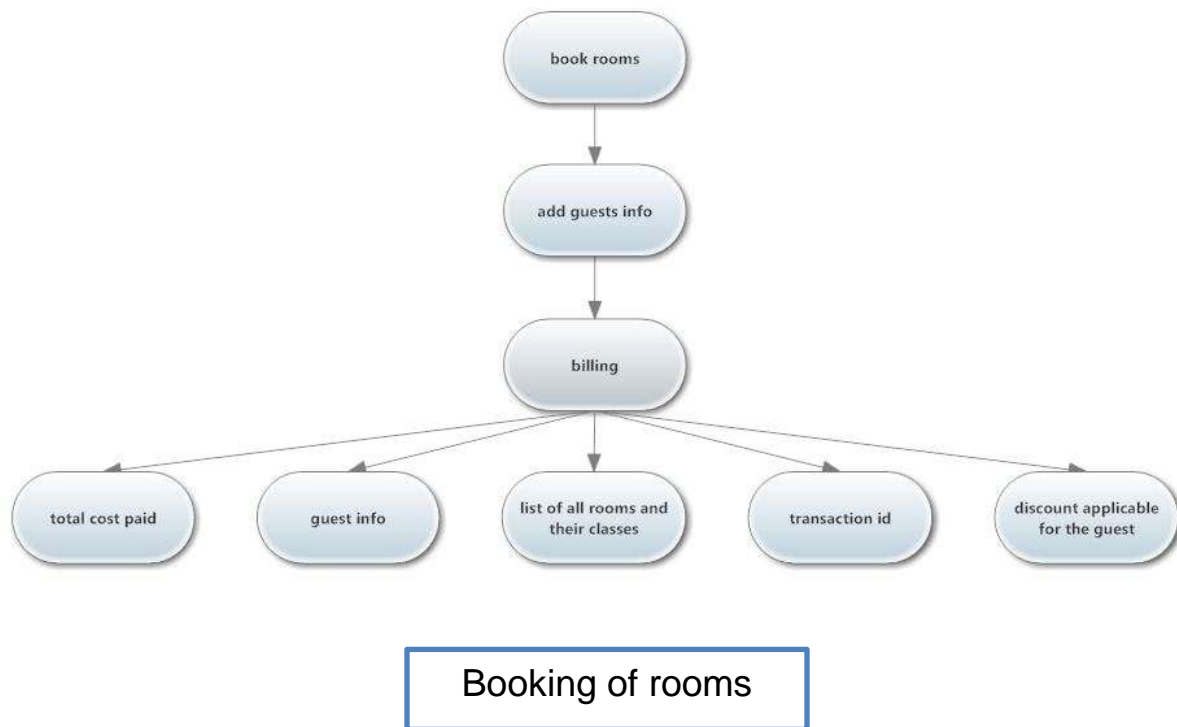 book rooms
add guests info
billing
total cost paid
guest info
list of all rooms and
their classes
transaction id
discount applicable
for the guest
Booking of rooms